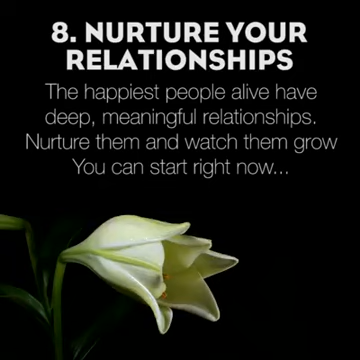 8. NURTURE YOUR
RELATIONSHIPS
The happiest people alive have
deep, meaningful relationships.
Nurture them and watch them grow
You can start right now...